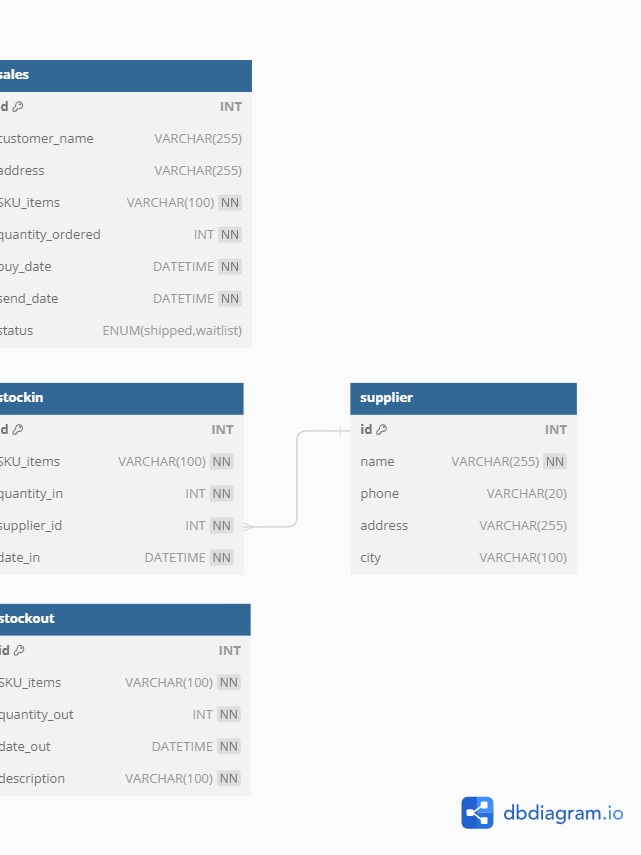 sales
d INT
customer_name VARCHAR(255)
address VARCHAR(255)
SKU_items VARCHAR(100) NN
quantity_ordered INT NN
buy_date DATETIME NN
send_date DATETIME NN
status ENUM(shipped,waitlist)
stockin
d INT
SKU_items VARCHAR(100) NN
quantity_in INT NN
supplier_id INT NN
date_in DATETIME NN
supplier
id INT
name VARCHAR(255) NN
phone VARCHAR(20)
address VARCHAR(255)
city VARCHAR(100)
stockout
id INT
SKU_items VARCHAR(100) NN
quantity_out INT NN
date_out DATETIME NN
description VARCHAR(100) NN
dbdiagram.io